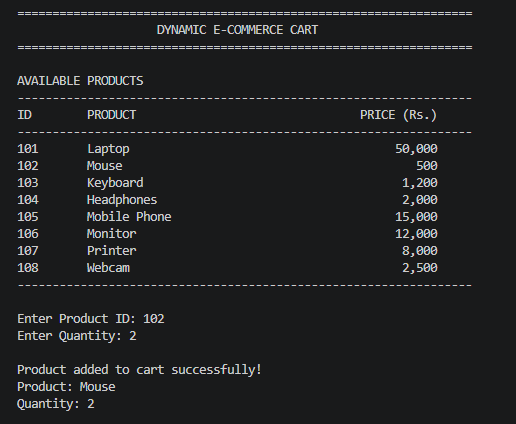 =================================================================
DYNAMIC E-COMMERCE CART
=================================================================
AVAILABLE PRODUCTS
-----------------------------------------------------------------
ID PRODUCT PRICE (Rs.)
-----------------------------------------------------------------
101 Laptop 50,000
102 Mouse 500
103 Keyboard 1,200
104 Headphones 2,000
105 Mobile Phone 15,000
106 Monitor 12,000
107 Printer 8,000
108 Webcam 2,500
-----------------------------------------------------------------
Enter Product ID: 102
Enter Quantity: 2
Product added to cart successfully!
Product: Mouse
Quantity: 2